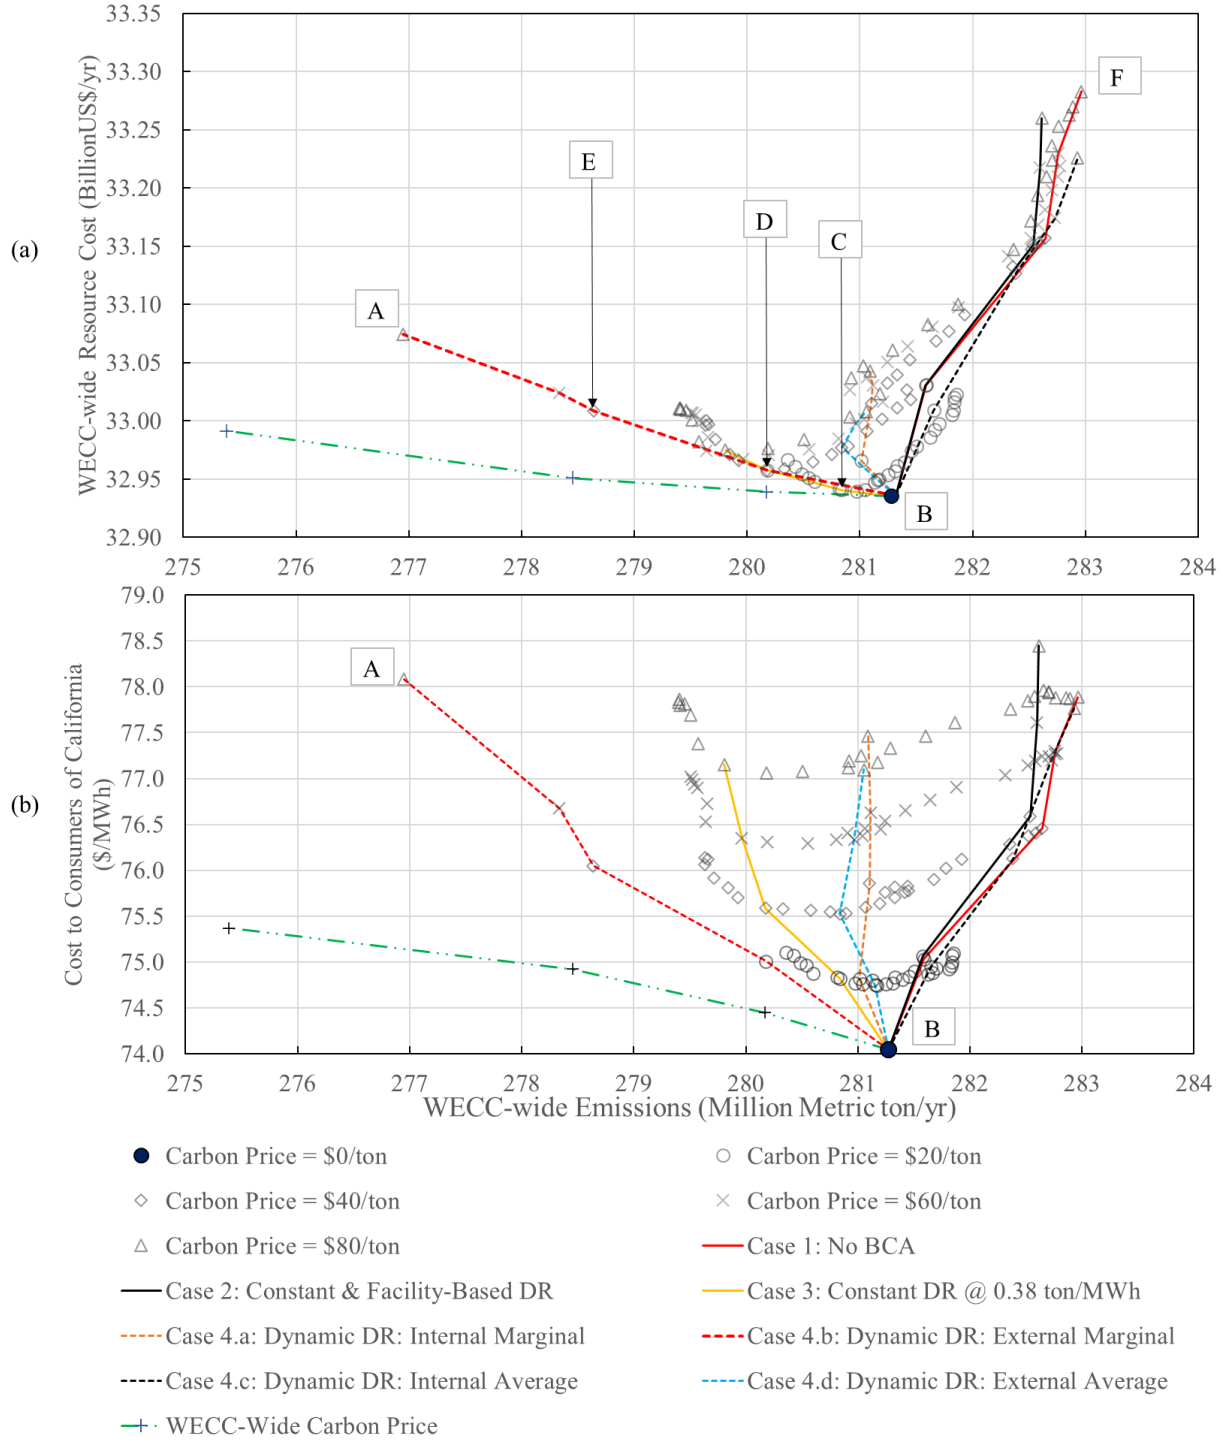 (a)
WECC-wide Resource Cost (BillionUS$/yr)
33.35
33.30
33.25
33.20
33.15
33.10
33.05
33.00
32.95
32.90
A
E
D
C
B
F
275 276 277 278 279 280 281 282 283 284
(b)
Cost to Consumers of California
($/MWh)
79.0
78.5
78.0
77.5
77.0
76.5
76.0
75.5
75.0
74.5
74.0
A
B
275 276 277 278 279 280 281 282 283 284
WECC-wide Emissions (Million Metric ton/yr)
Carbon Price = $0/ton
Carbon Price = $20/ton
Carbon Price = $40/ton
Carbon Price = $60/ton
Carbon Price = $80/ton
Case 1: No BCA
Case 2: Constant & Facility-Based DR
Case 3: Constant DR @ 0.38 ton/MWh
Case 4.a: Dynamic DR: Internal Marginal
Case 4.b: Dynamic DR: External Marginal
Case 4.c: Dynamic DR: Internal Average
Case 4.d: Dynamic DR: External Average
WECC-Wide Carbon Price